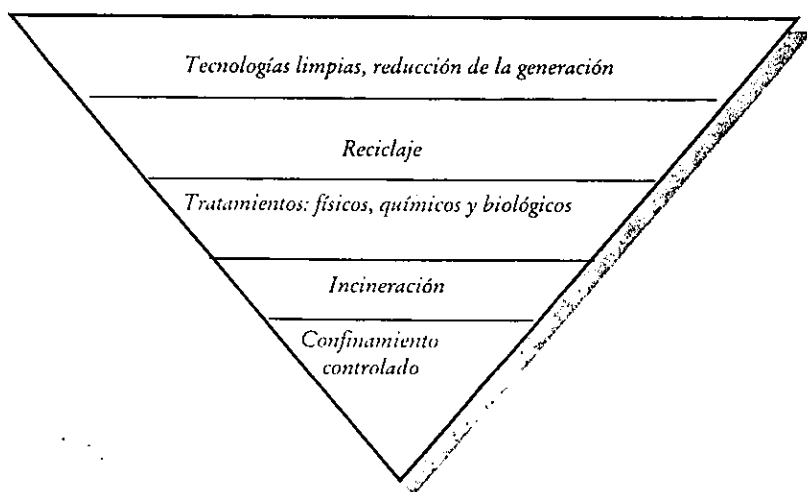 Tecnologías limpias, reducción de la generación
Reciclaje
Tratamientos: físicos, químicos y biológicos
Incineración
Confinamiento
controlado